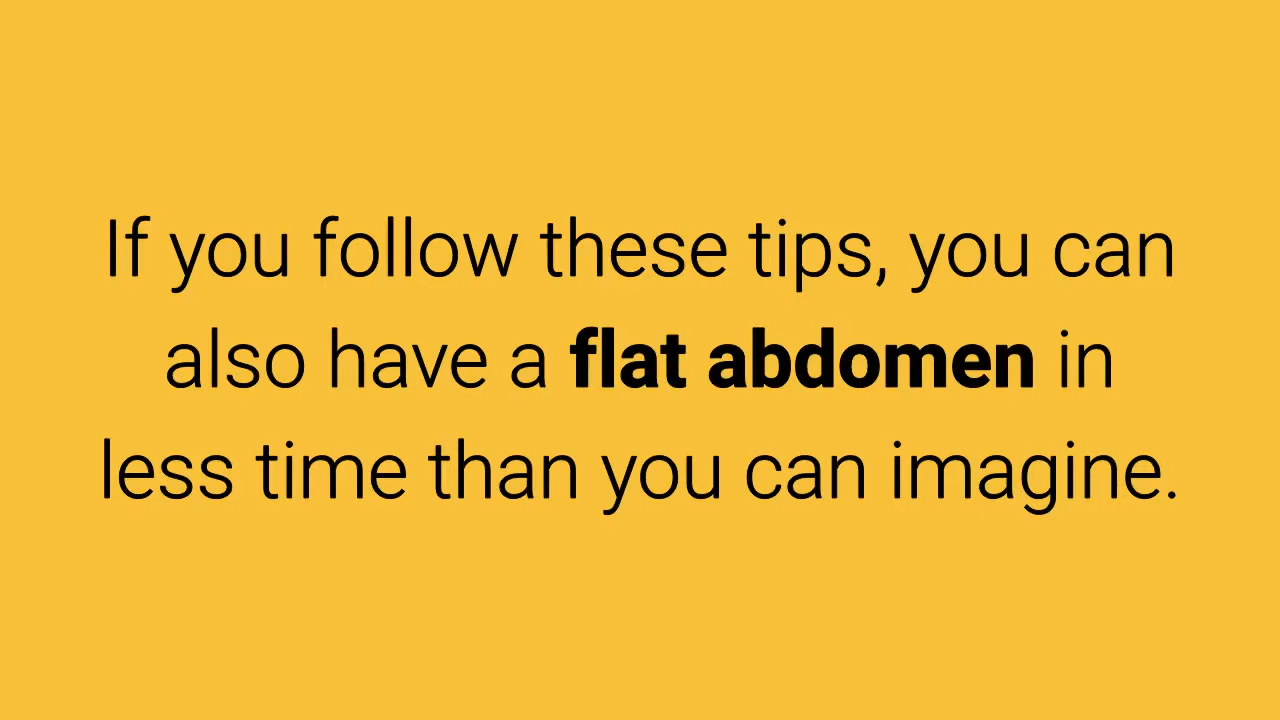 If you follow these tips, you can
also have a flat abdomen in
less time than you can imagine.